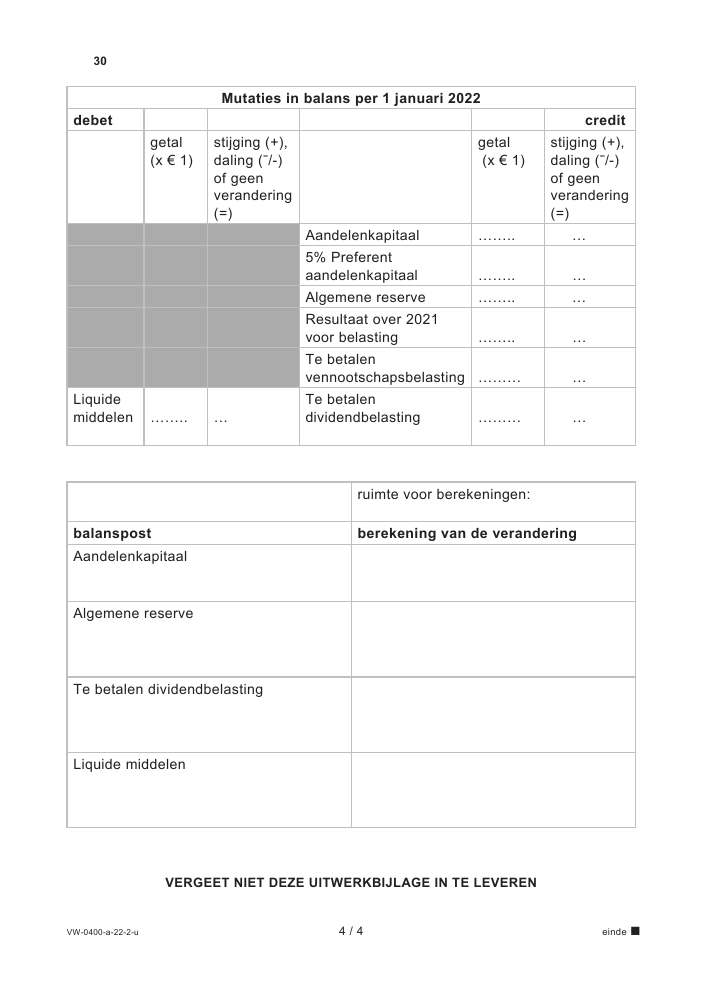 30
Mutaties in balans per 1 januari 2022
debet credit
getal (x € 1) stijging (+), daling (¯/-) of geen verandering (=) getal (x € 1) stijging (+), daling (¯/-) of geen verandering (=)
Aandelenkapitaal …….. …
5% Preferent
aandelenkapitaal …….. …
Algemene reserve …….. …
Resultaat over 2021
voor belasting …….. …
Te betalen
vennootschapsbelasting ……… …
Liquide Te betalen
middelen …….. … dividendbelasting ……… …
ruimte voor berekeningen:
balanspost berekening van de verandering
Aandelenkapitaal
Algemene reserve
Te betalen dividendbelasting
Liquide middelen
VERGEET NIET DEZE UITWERKBIJLAGE IN TE LEVEREN
VW-0400-a-22-2-u 4 / 4 einde ■